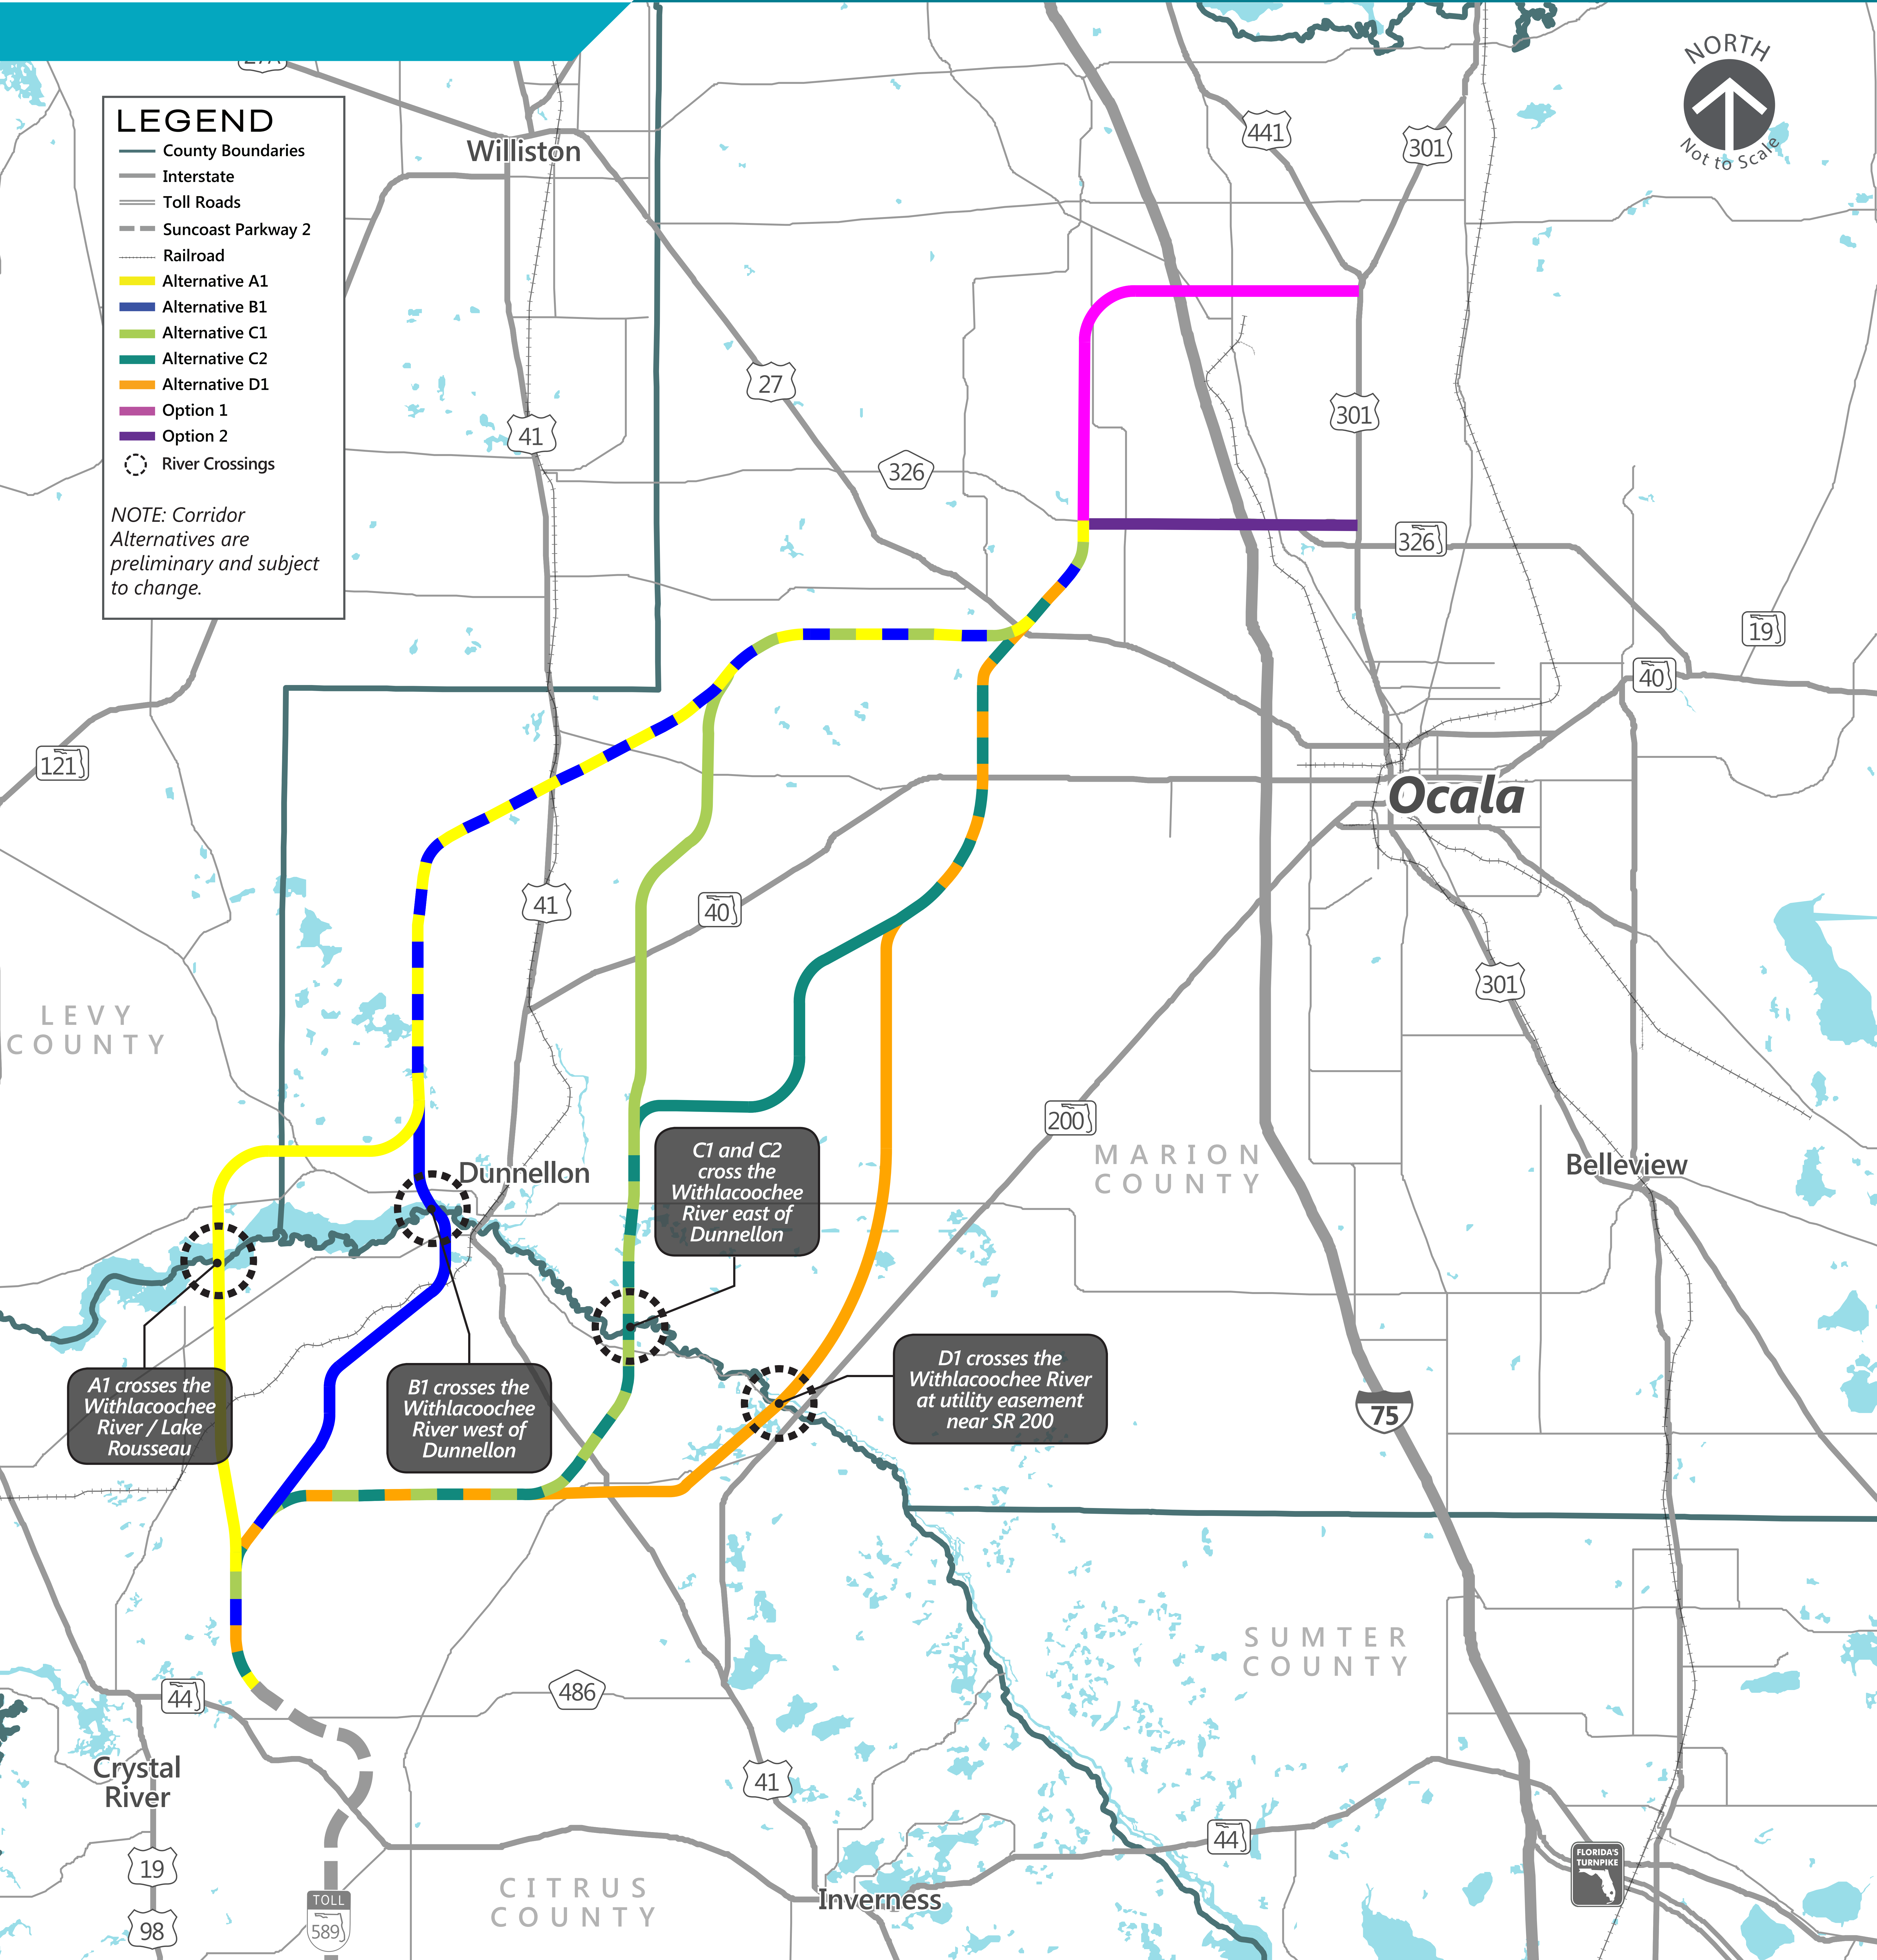 NORTH
Not to Scale
27A
LEGEND
County Boundaries
Interstate
Toll Roads
Suncoast Parkway 2
Railroad
Alternative A1
Alternative B1
Alternative C1
Alternative C2
Alternative D1
Option 1
Option 2
River Crossings
NOTE: Corridor
Alternatives are
preliminary and subject
to change.
Williston
441
301
27
301
41
326
326
19
40
121
Ocala
41
40
301
LEVY
COUNTY
200
MARION
COUNTY
Belleview
Dunnellon
C1 and C2
cross the
Withlacoochee
River east of
Dunnellon
A1 crosses the
Withlacoochee
River / Lake
Rousseau
B1 crosses the
Withlacoochee
River west of
Dunnellon
D1 crosses the
Withlacoochee River
at utility easement
near SR 200
75
SUMTER
COUNTY
44
486
Crystal
River
41
44
19
98
TOLL
589
CITRUS
COUNTY
Inverness
FLORIDA'S
TURNPIKE